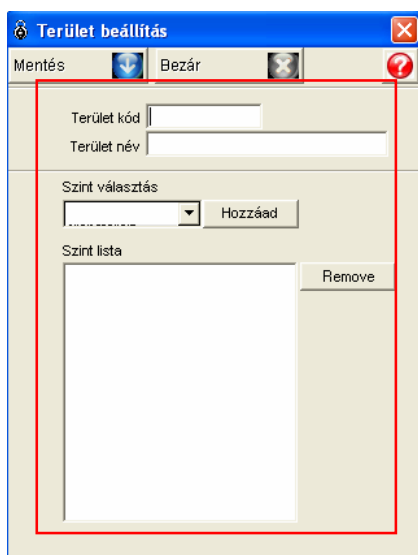 Terület beállítás
Mentés Bezár ?
Terület kód
Terület név
Szint választás
Hozzáad
Szint lista
Remove